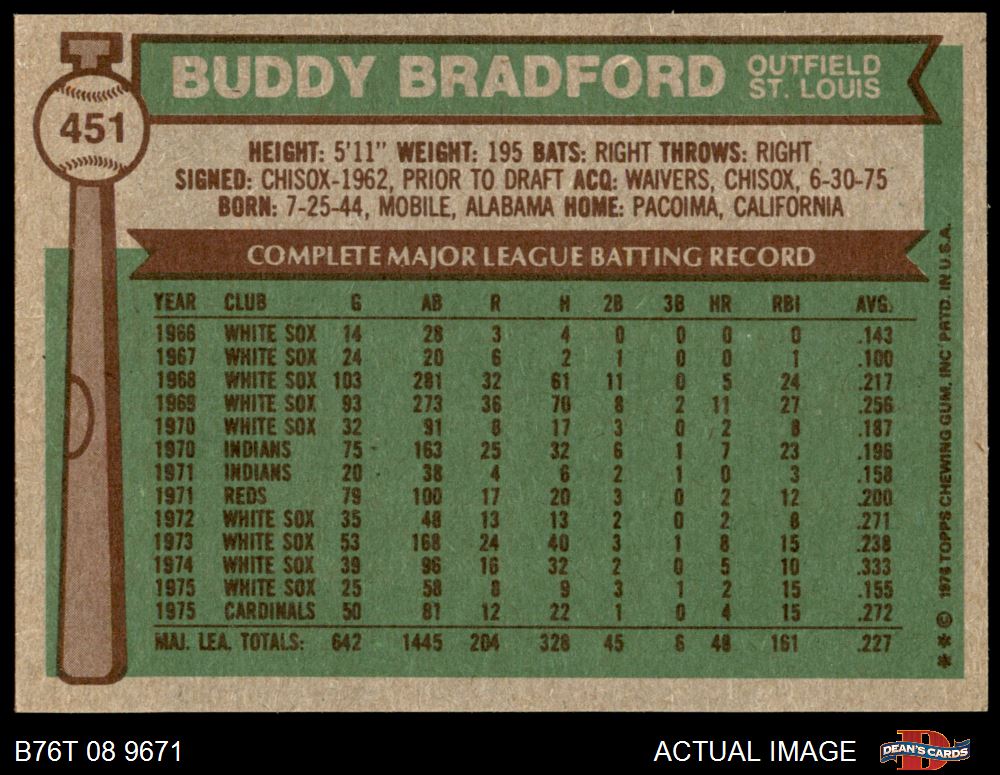 451
BUDDY BRADFORD
OUTFIELD
ST. LOUIS
HEIGHT: 5'11" WEIGHT: 195 BATS: RIGHT THROWS: RIGHT
SIGNED: CHISOX-1962, PRIOR TO DRAFT ACQ: WAIVERS, CHISOX, 6-30-75
BORN: 7-25-44, MOBILE, ALABAMA HOME: PACOIMA, CALIFORNIA
COMPLETE MAJOR LEAGUE BATTING RECORD
YEAR CLUB G AB R H 2B 3B HR RBI AVG.
1966 WHITE SOX 14 28 3 4 0 0 0 0 .143
1967 WHITE SOX 24 20 6 2 1 0 0 1 .100
1968 WHITE SOX 103 281 32 61 11 0 5 24 .217
1969 WHITE SOX 93 273 36 70 8 2 11 27 .256
1970 WHITE SOX 32 91 8 17 3 0 2 8 .187
1970 INDIANS 75 163 25 32 6 1 7 23 .196
1971 INDIANS 20 38 4 6 2 1 0 3 .158
1971 REDS 79 100 17 20 3 0 2 12 .200
1972 WHITE SOX 35 48 13 13 2 0 2 8 .271
1973 WHITE SOX 53 168 24 40 3 1 8 15 .238
1974 WHITE SOX 39 96 16 32 2 0 5 10 .333
1975 WHITE SOX 25 58 8 9 3 1 2 15 .155
1975 CARDINALS 50 81 12 22 1 0 4 15 .272
MAJ. LEA. TOTALS: 642 1445 204 328 45 6 48 161 .227
** © 1976 TOPPS CHEWING GUM, INC. PRTD. IN U.S.A.
B76T 08 9671
ACTUAL IMAGE
DEAN'S CARDS